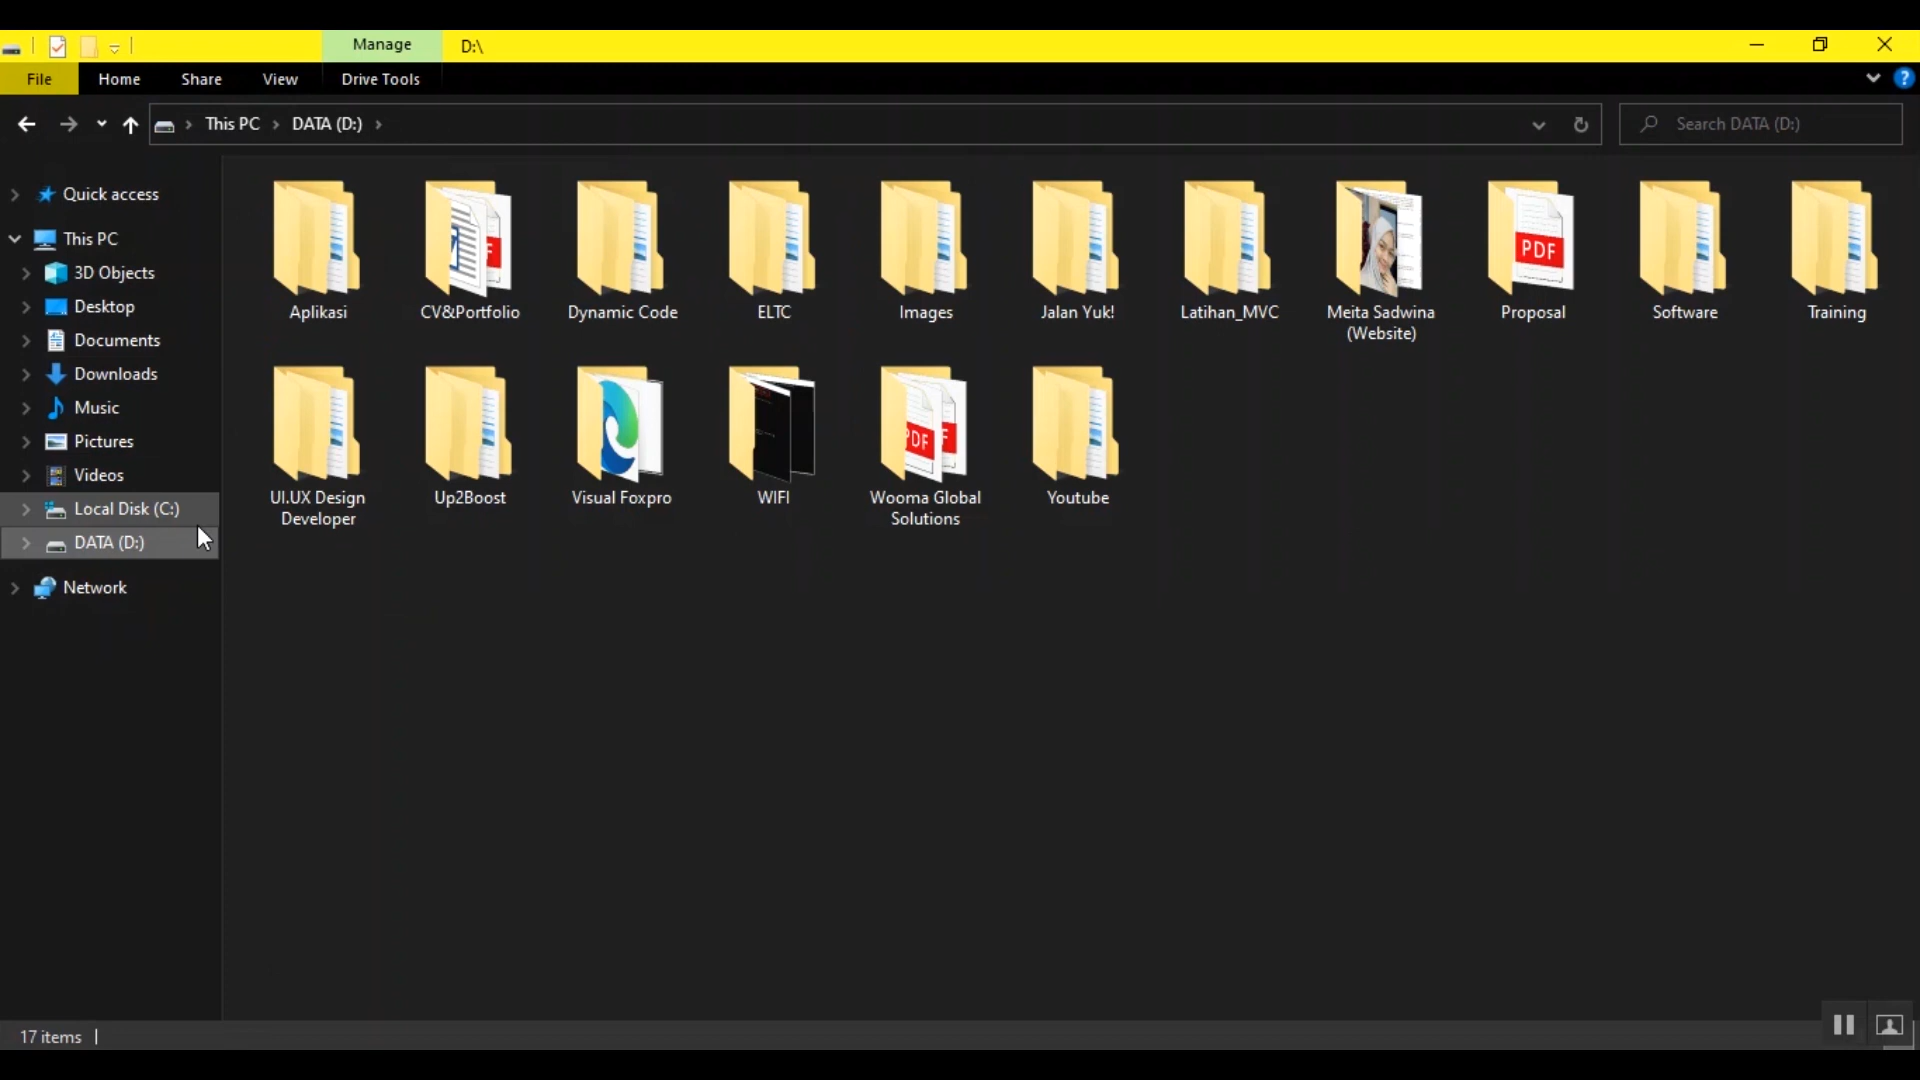 Manage
D:\
File
Home
Share
View
Drive Tools
?
This PC
DATA (D:)
Search DATA (D:)
Quick access
This PC
3D Objects
Desktop
Documents
Downloads
Music
Pictures
Videos
Local Disk (C:)
DATA (D:)
Network
Aplikasi
CV&Portfolio
Dynamic Code
ELTC
Images
Jalan Yuk!
Latihan_MVC
Meita Sadwina
(Website)
PDF
Proposal
Software
Training
UI.UX Design
Developer
Up2Boost
Visual Foxpro
WIFI
Wooma Global
Solutions
Youtube
17 items